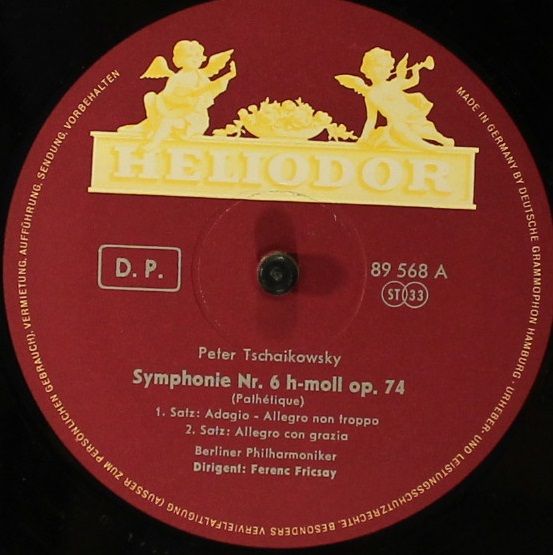 HELIODOR
D. P.
89 568 A
ST 33
Peter Tschaikowsky
Symphonie Nr. 6 h-moll op. 74
(Pathétique)
1. Satz: Adagio - Allegro non troppo
2. Satz: Allegro con grazia
Berliner Philharmoniker
Dirigent: Ferenc Fricsay
MADE IN GERMANY BY DEUTSCHE GRAMMOPHON HAMBURG · URHEBER- UND LEISTUNGSSCHUTZRECHTE, BESONDERS VERVIELFÄLTIGUNG (AUSSER ZUM PERSÖNLICHEN GEBRAUCH), VERMIETUNG, AUFFÜHRUNG, SENDUNG, VORBEHALTEN